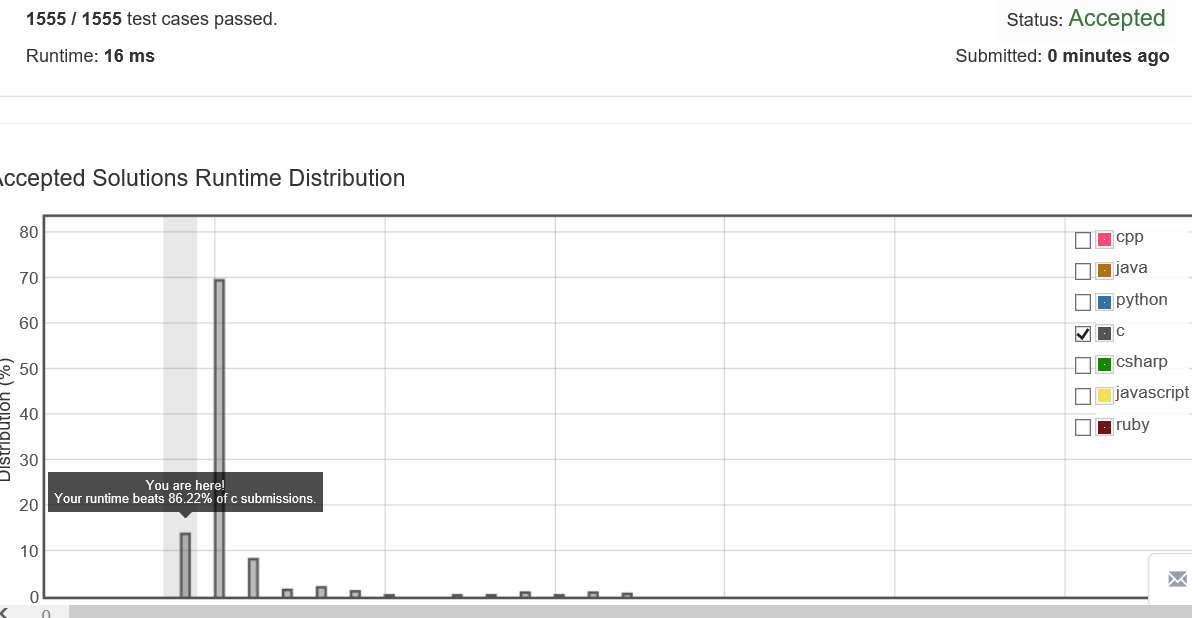 1555 / 1555 test cases passed.
Status: Accepted
Runtime: 16 ms
Submitted: 0 minutes ago
Accepted Solutions Runtime Distribution
80
70
60
50
40
30
20
10
0
Distribution (%)
You are here!
Your runtime beats 86.22% of c submissions.
cpp
java
python
c
csharp
javascript
ruby
0